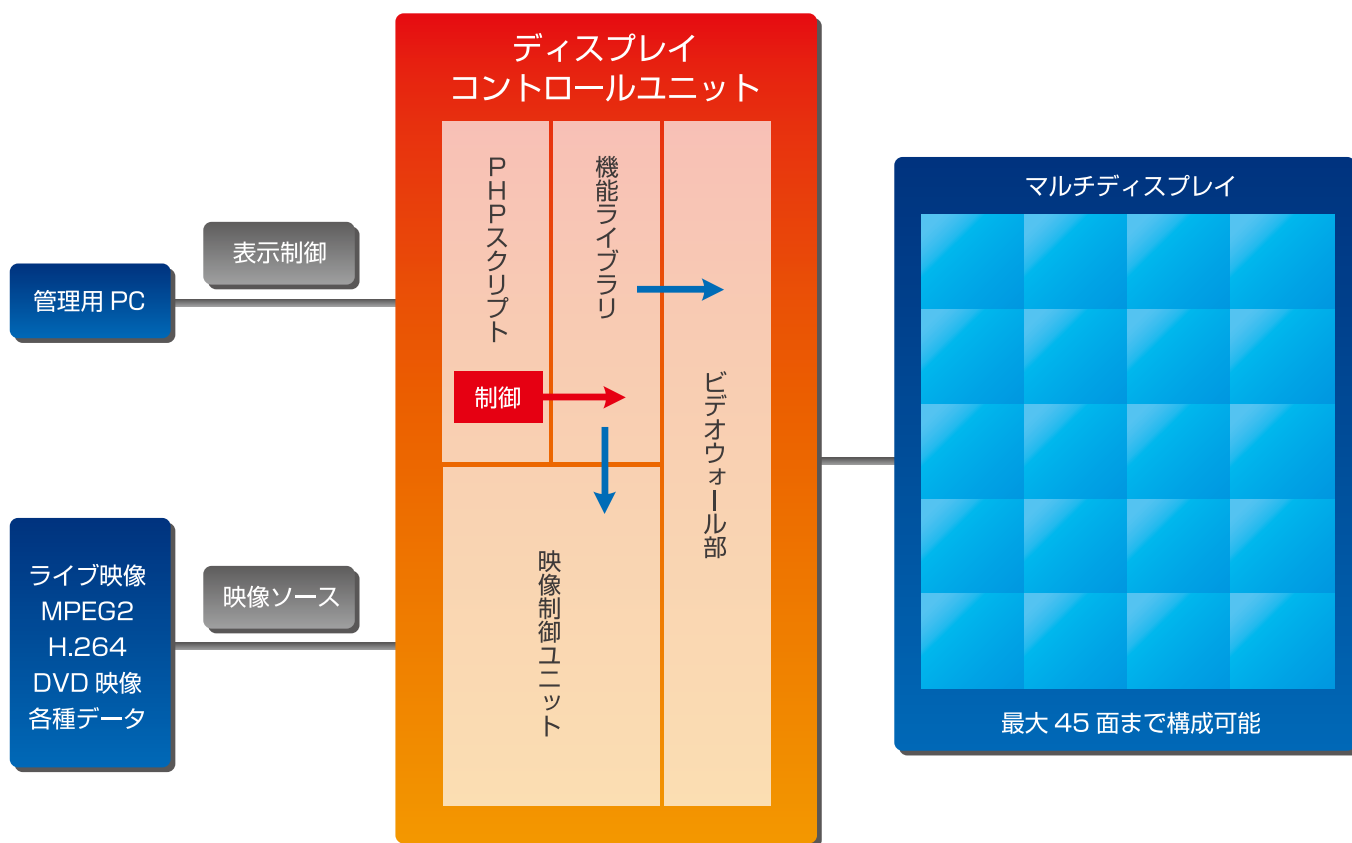 ディスプレイ
コントロールユニット
PHPスクリプト
機能ライブラリ
ビデオウォール部
制御
映像制御ユニット
表示制御
管理用 PC
映像ソース
ライブ映像
MPEG2
H.264
DVD 映像
各種データ
マルチディスプレイ
最大 45 面まで構成可能